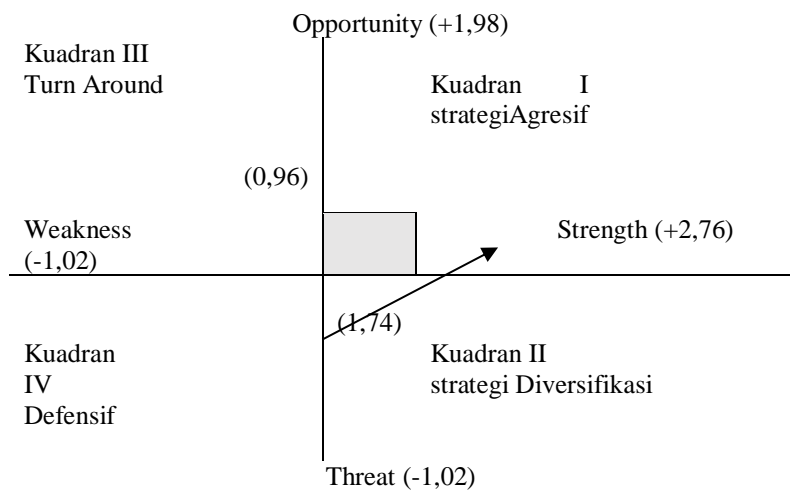 Opportunity (+1,98)
Kuadran III
Turn Around
Kuadran I
strategiAgresif
(0,96)
Weakness
(-1,02)
Strength (+2,76)
(1,74)
Kuadran
IV
Defensif
Kuadran II
strategi Diversifikasi
Threat (-1,02)